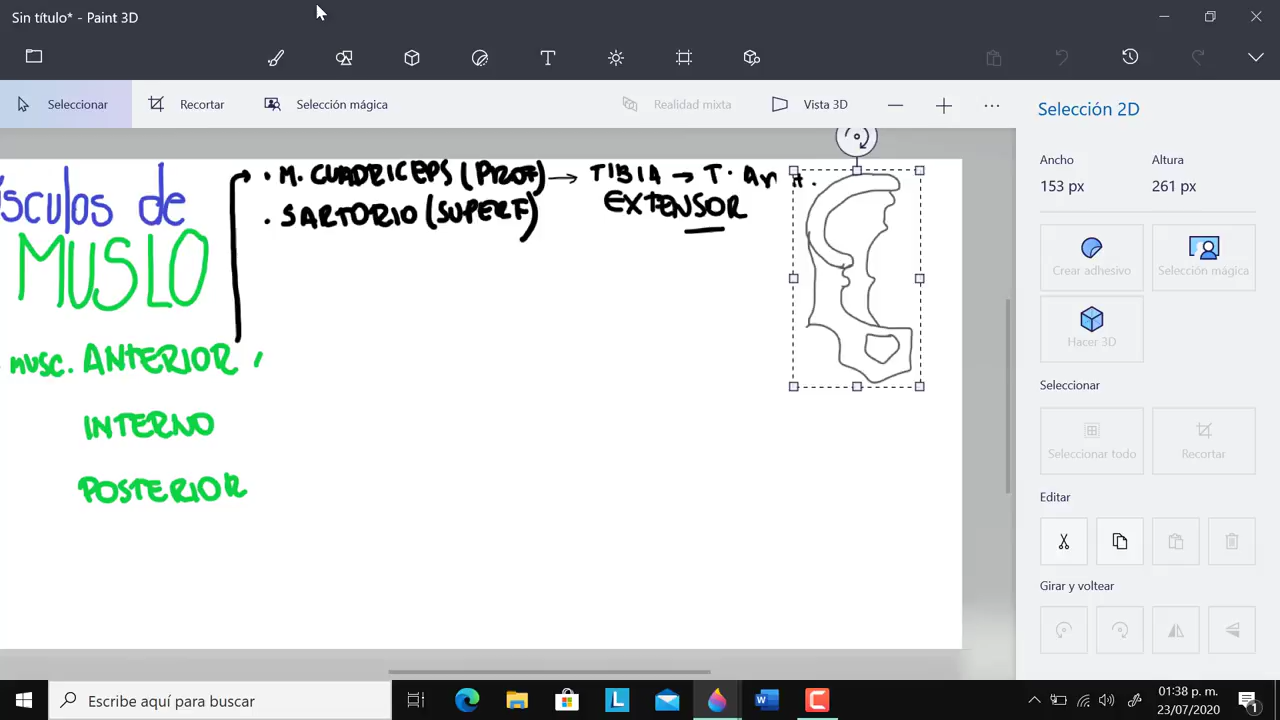 Sin título* - Paint 3D
Seleccionar
Recortar
Selección mágica
Realidad mixta
Vista 3D
Selección 2D
Ancho
Altura
153 px
261 px
Crear adhesivo
Selección mágica
Hacer 3D
Seleccionar
Seleccionar todo
Recortar
Editar
Girar y voltear
sculos de
MUSLO
musc. ANTERIOR
INTERNO
POSTERIOR
. M. CUADRICEPS (PROF) → TIBIA → T.
. SARTORIO (SUPERF)
EXTENSOR
Escribe aquí para buscar
01:38 p. m.
23/07/2020
1